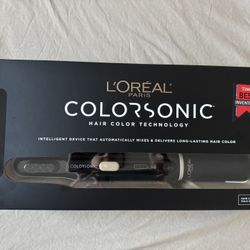 L'ORÉAL
PARIS
COLORSONIC
HAIR COLOR TECHNOLOGY
INTELLIGENT DEVICE THAT AUTOMATICALLY MIXES & DELIVERS LONG-LASTING HAIR COLOR
COLORSONIC